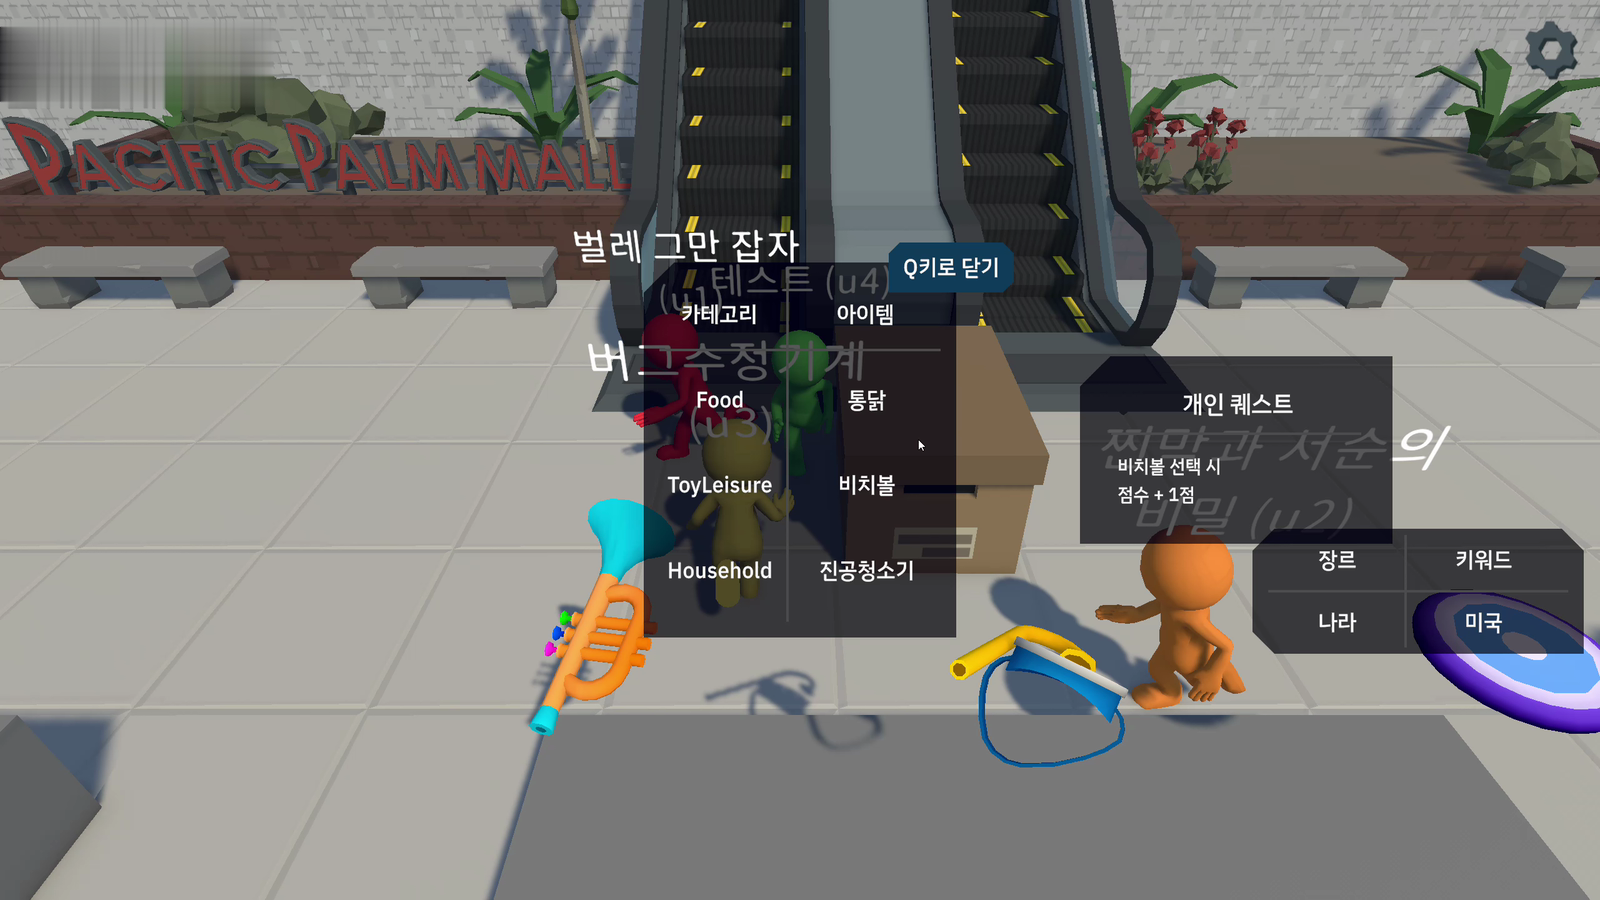 PACIFIC PALM MALL
벌레 그만 잡자
(u1)
테스트 (u4)
버그수정기계
(u3)
Q키로 닫기
카테고리 아이템
Food 통닭
ToyLeisure 비치볼
Household 진공청소기
개인 퀘스트
비치볼 선택 시
점수 + 1점
찐맘과 서순의
비밀 (u2)
장르 키워드
나라 미국